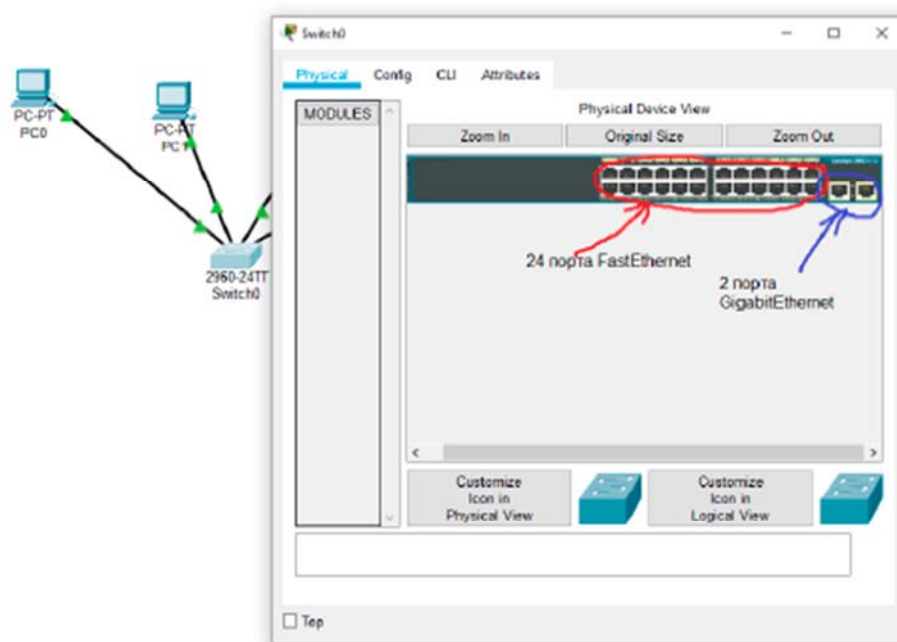 PC-PT
PC0
PC-PT
PC1
2960-24TT
Switch0
Switch0
Physical
Config
CLI
Attributes
MODULES
Physical Device View
Zoom In
Original Size
Zoom Out
24 порта FastEthernet
2 порта
GigabitEthernet
Customize
Icon in
Physical View
Customize
Icon in
Logical View
Top